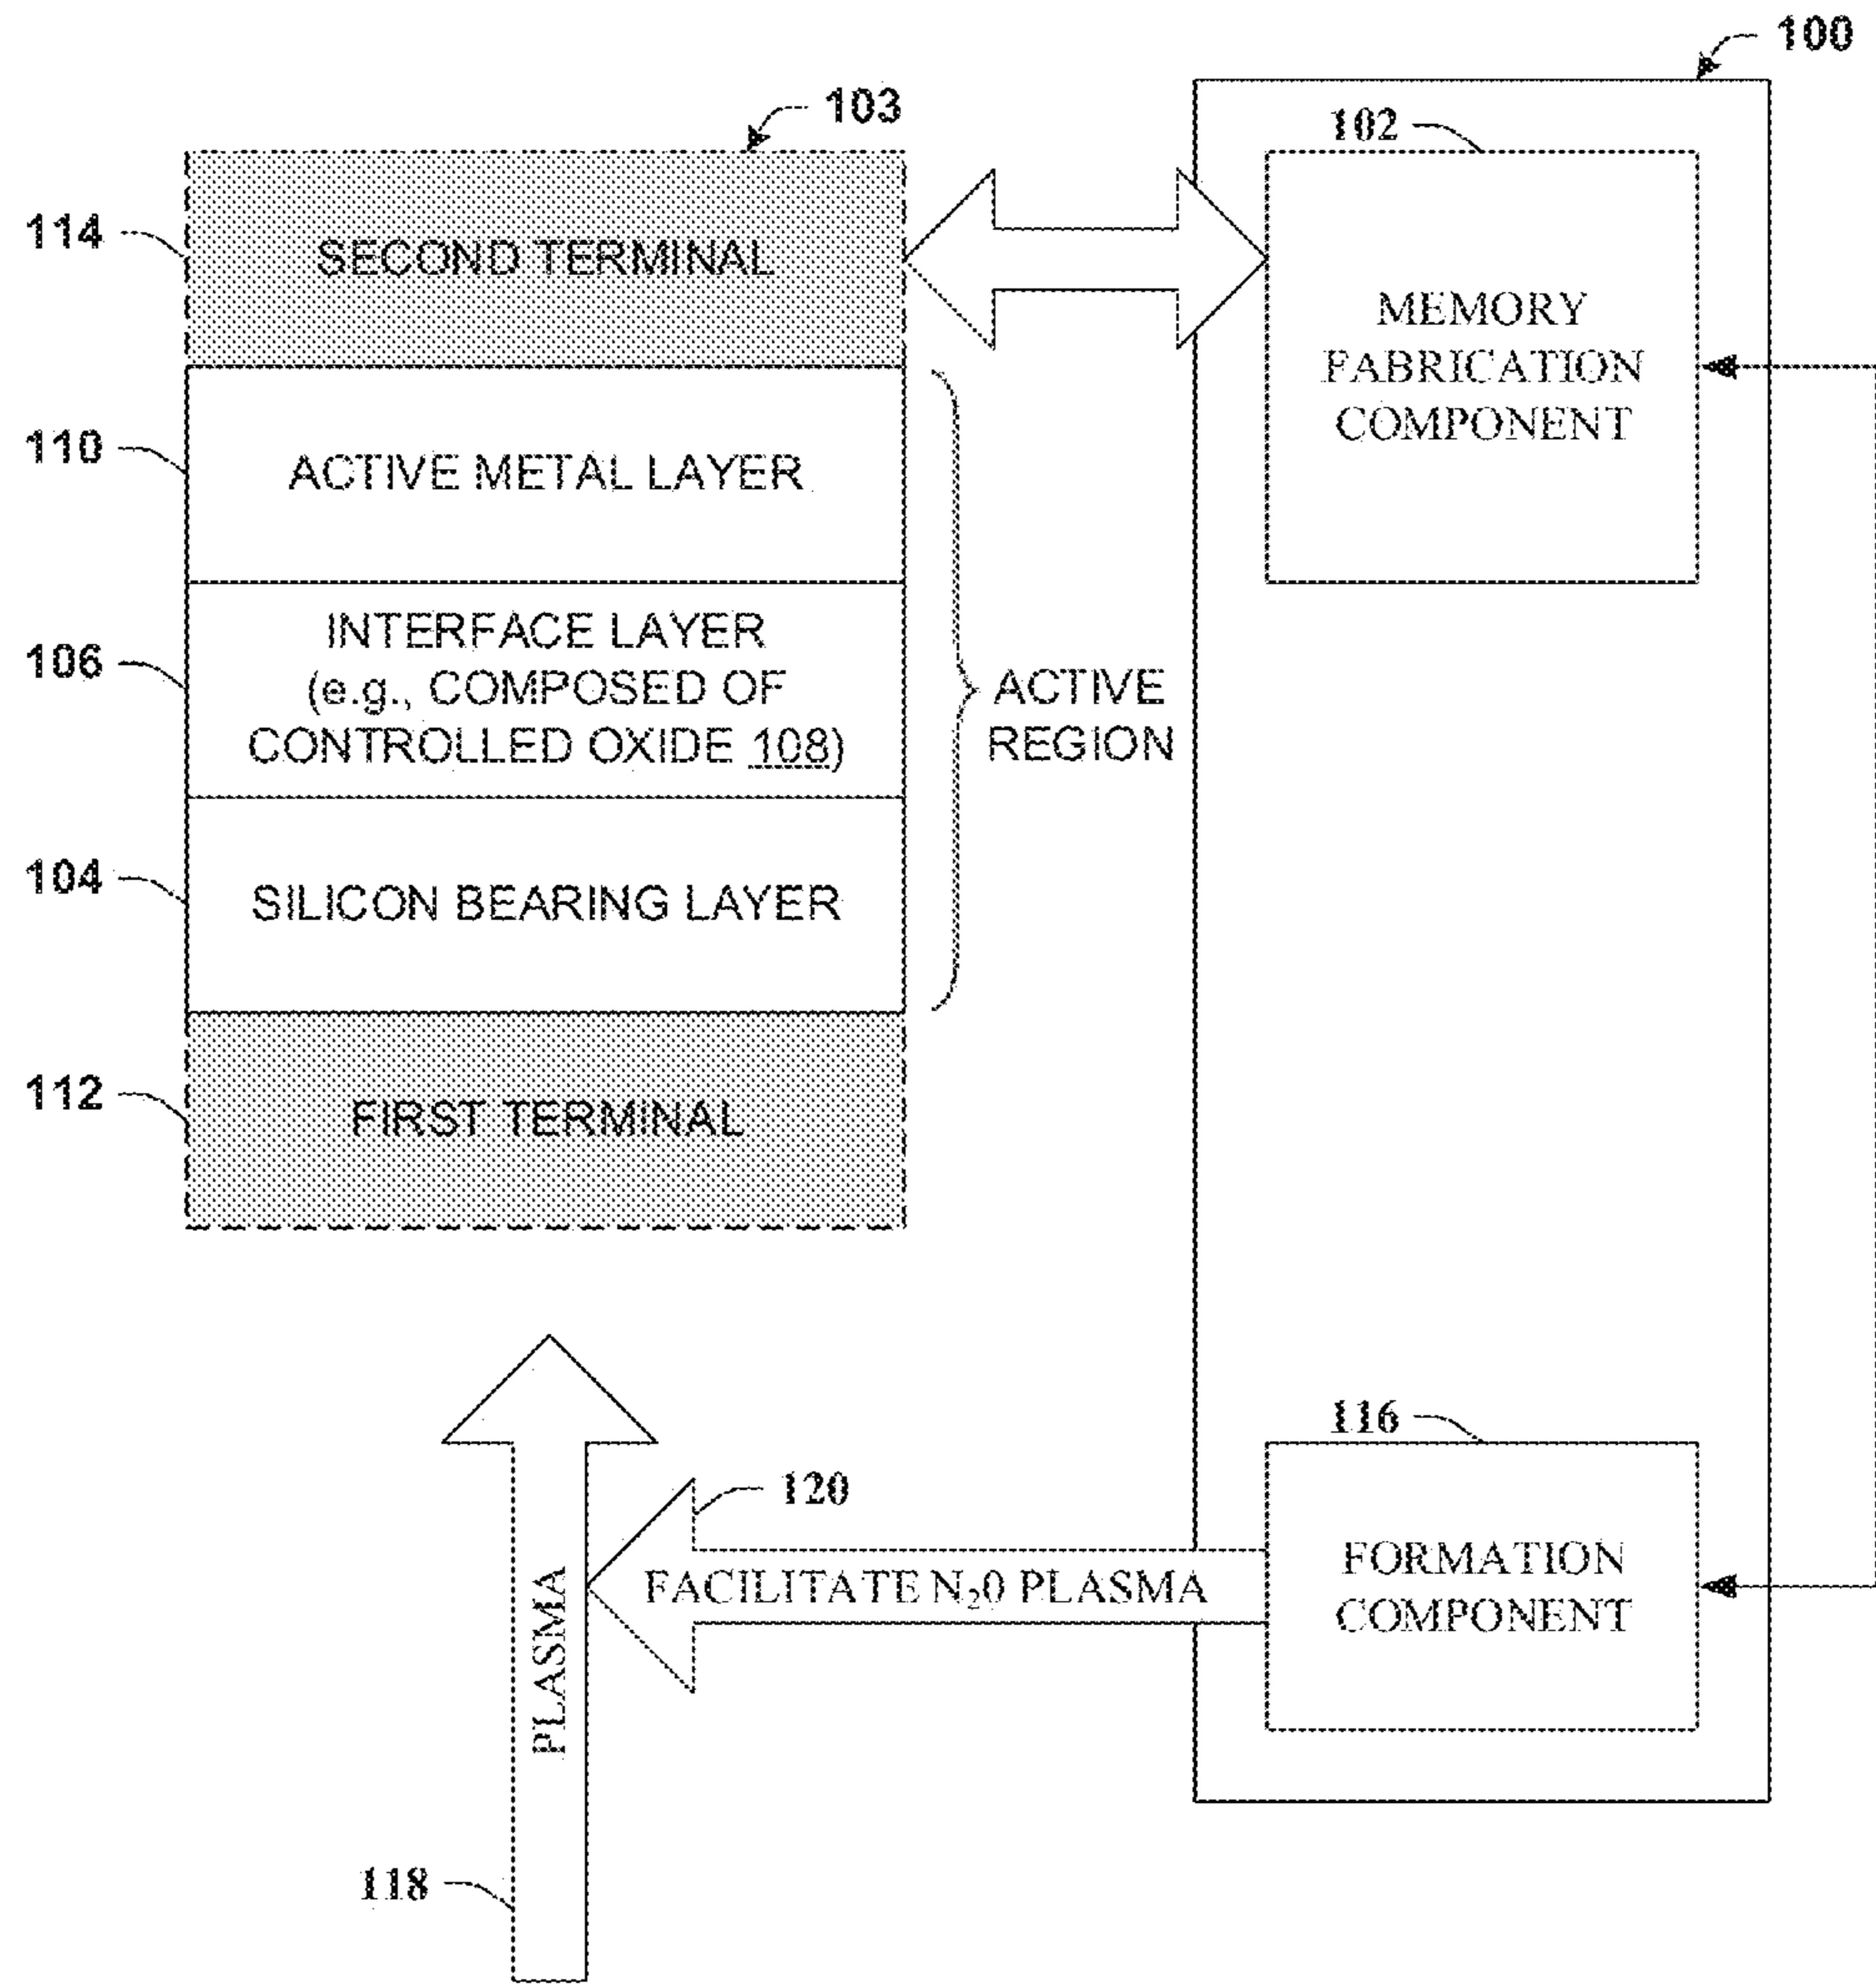 100
103
102
114
SECOND TERMINAL
MEMORY
FABRICATION
COMPONENT
110
ACTIVE METAL LAYER
106
INTERFACE LAYER
(e.g., COMPOSED OF
CONTROLLED OXIDE 108)
ACTIVE
REGION
104
SILICON BEARING LAYER
112
FIRST TERMINAL
116
120
FORMATION
COMPONENT
FACILITATE N₂0 PLASMA
PLASMA
118